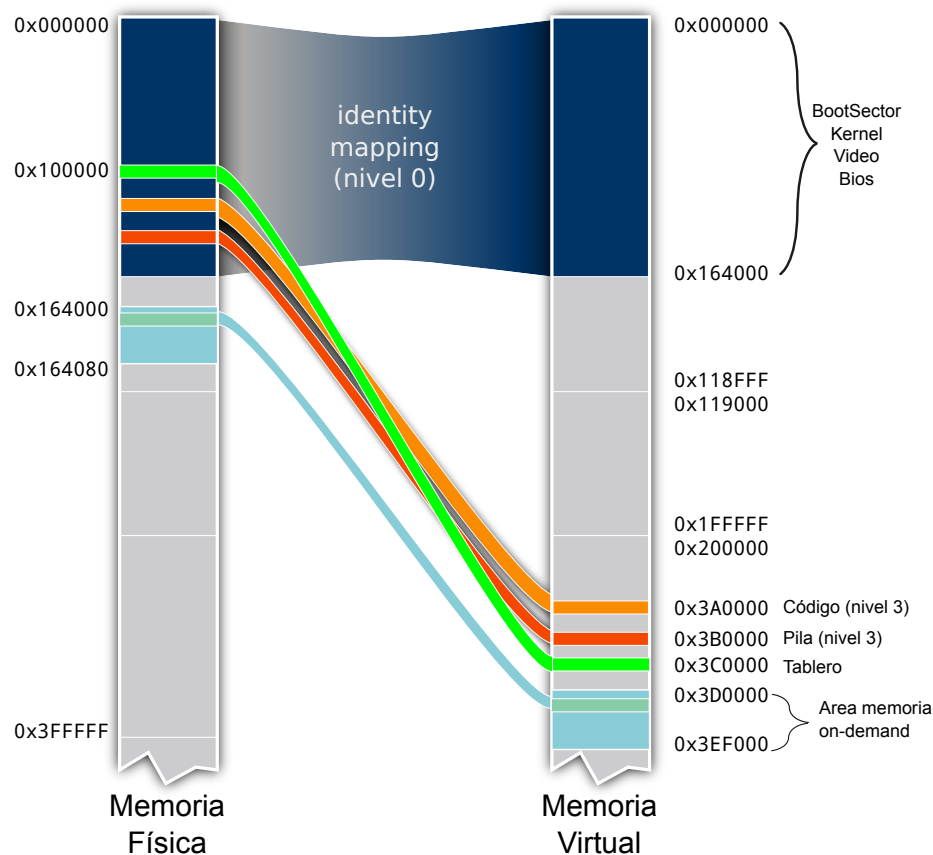 0x000000
0x100000
0x164000
0x164080
0x3FFFFF
Memoria
Física
identity
mapping
(nivel 0)
0x000000
BootSector
Kernel
Video
Bios
0x164000
0x118FFF
0x119000
0x1FFFFF
0x200000
0x3A0000 Código (nivel 3)
0x3B0000 Pila (nivel 3)
0x3C0000 Tablero
0x3D0000
Area memoria
on-demand
0x3EF000
Memoria
Virtual